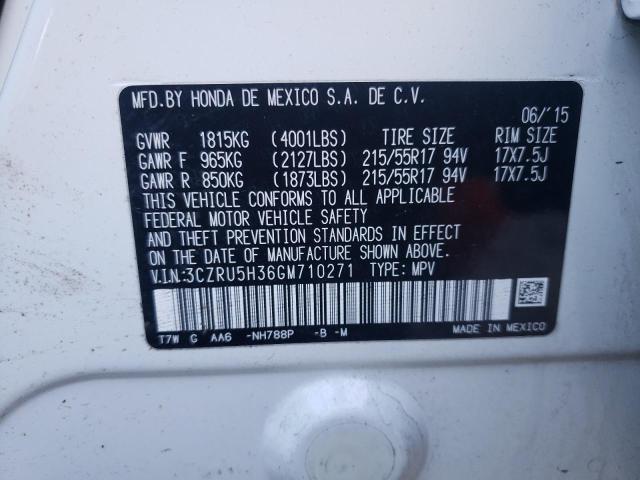 MFD.BY HONDA DE MEXICO S.A. DE C.V.
06/'15
GVWR 1815KG (4001LBS) TIRE SIZE RIM SIZE
GAWR F 965KG (2127LBS) 215/55R17 94V 17X7.5J
GAWR R 850KG (1873LBS) 215/55R17 94V 17X7.5J
THIS VEHICLE CONFORMS TO ALL APPLICABLE
FEDERAL MOTOR VEHICLE SAFETY
AND THEFT PREVENTION STANDARDS IN EFFECT
ON THE DATE OF MANUFACTURE SHOWN ABOVE.
V.I.N.:3CZRU5H36GM710271 TYPE: MPV
T7W G AA6 -NH788P -B -M
MADE IN MEXICO